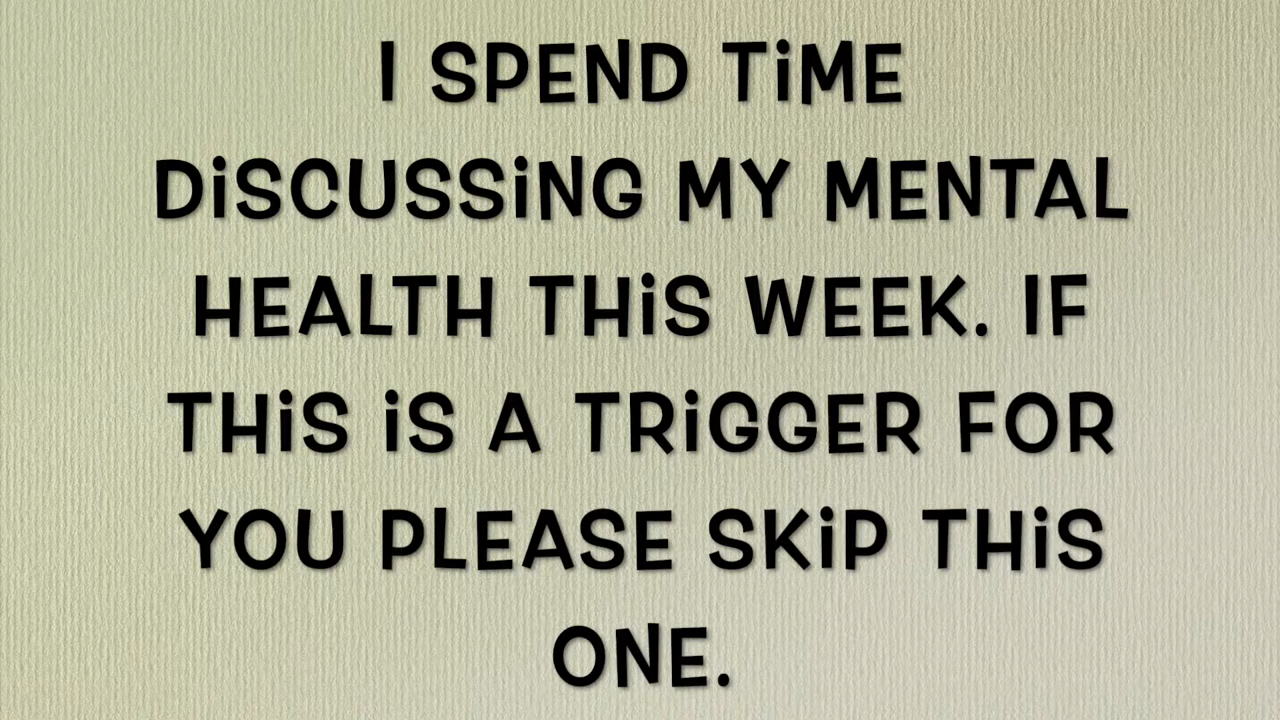 I SPEND TiME
DiSCUSSiNG MY MENTAL
HEALTH THiS WEEK. IF
THiS iS A TRiGGER FOR
YOU PLEASE SKiP THiS
ONE.